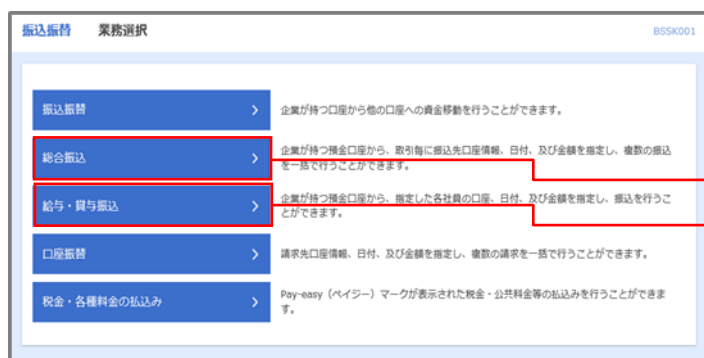 振込振替 業務選択 BSSK001
振込振替
企業が持つ口座から他の口座への資金移動を行うことができます。
総合振込
企業が持つ預金口座から、取引毎に振込先口座情報、日付、及び金額を指定し、複数の振込
を一括で行うことができます。
給与・賞与振込
企業が持つ預金口座から、指定した各社員の口座、日付、及び金額を指定し、振込を行うこ
とができます。
口座振替
請求先口座情報、日付、及び金額を指定し、複数の請求を一括で行うことができます。
税金・各種料金の払込み
Pay-easy（ペイジー）マークが表示された税金・公共料金等の払込みを行うことができま
す。